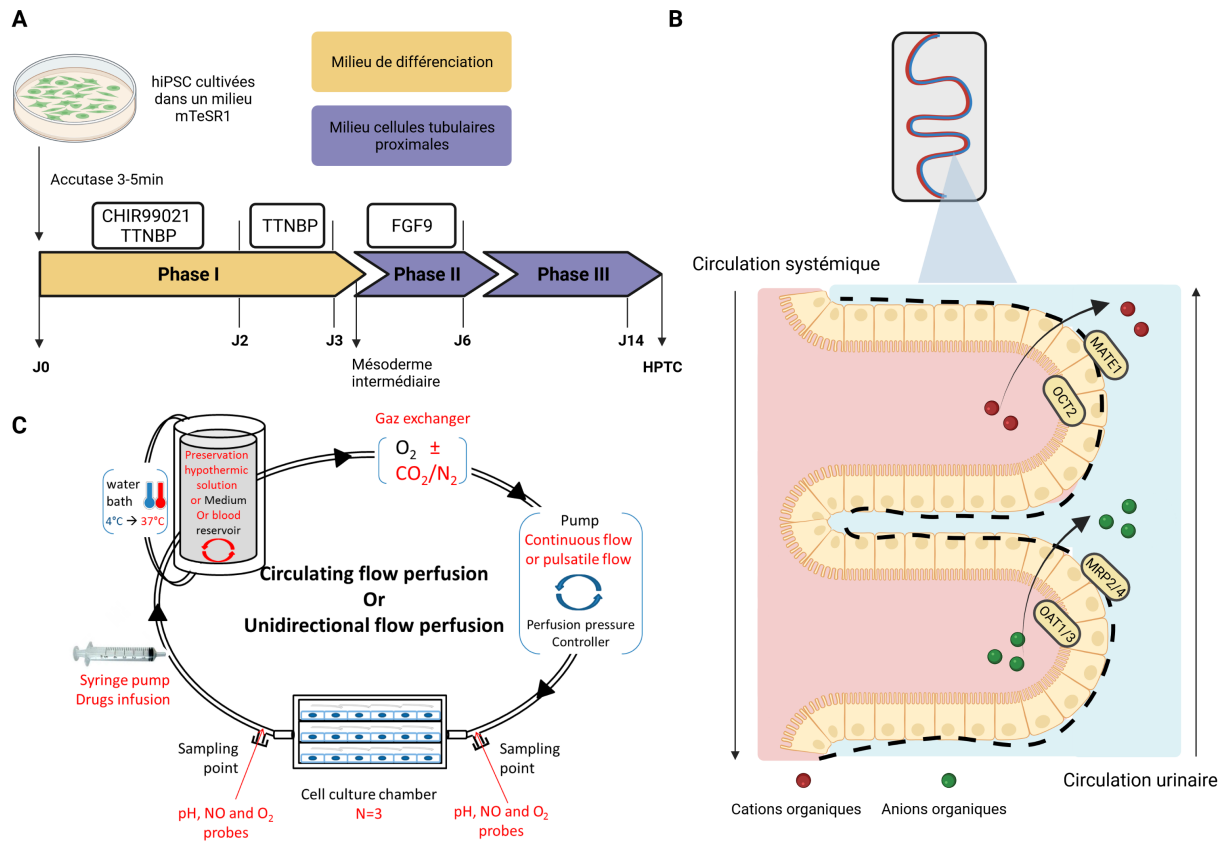 A
hiPSC cultivées
dans un milieu
mTeSR1
Milieu de différenciation
Milieu cellules tubulaires
proximales
Accutase 3-5min
CHIR99021
TTNBP
TTNBP
FGF9
Phase I
Phase II
Phase III
J0
J2
J3
J6
J14
HPTC
Mésoderme
intermédiaire
B
Circulation systémique
MATE1
OCT2
MRP2/4
OAT1/3
Circulation urinaire
Cations organiques
Anions organiques
C
Gaz exchanger
O2 ±
CO2/N2
Preservation
hypothermic
solution
or Medium
Or blood
reservoir
water
bath
4°C → 37°C
Pump
Continuous flow
or pulsatile flow
Perfusion pressure
Controller
Circulating flow perfusion
Or
Unidirectional flow perfusion
Syringe pump
Drugs infusion
Sampling
point
Sampling
point
Cell culture chamber
N=3
pH, NO and O2
probes
pH, NO and O2
probes